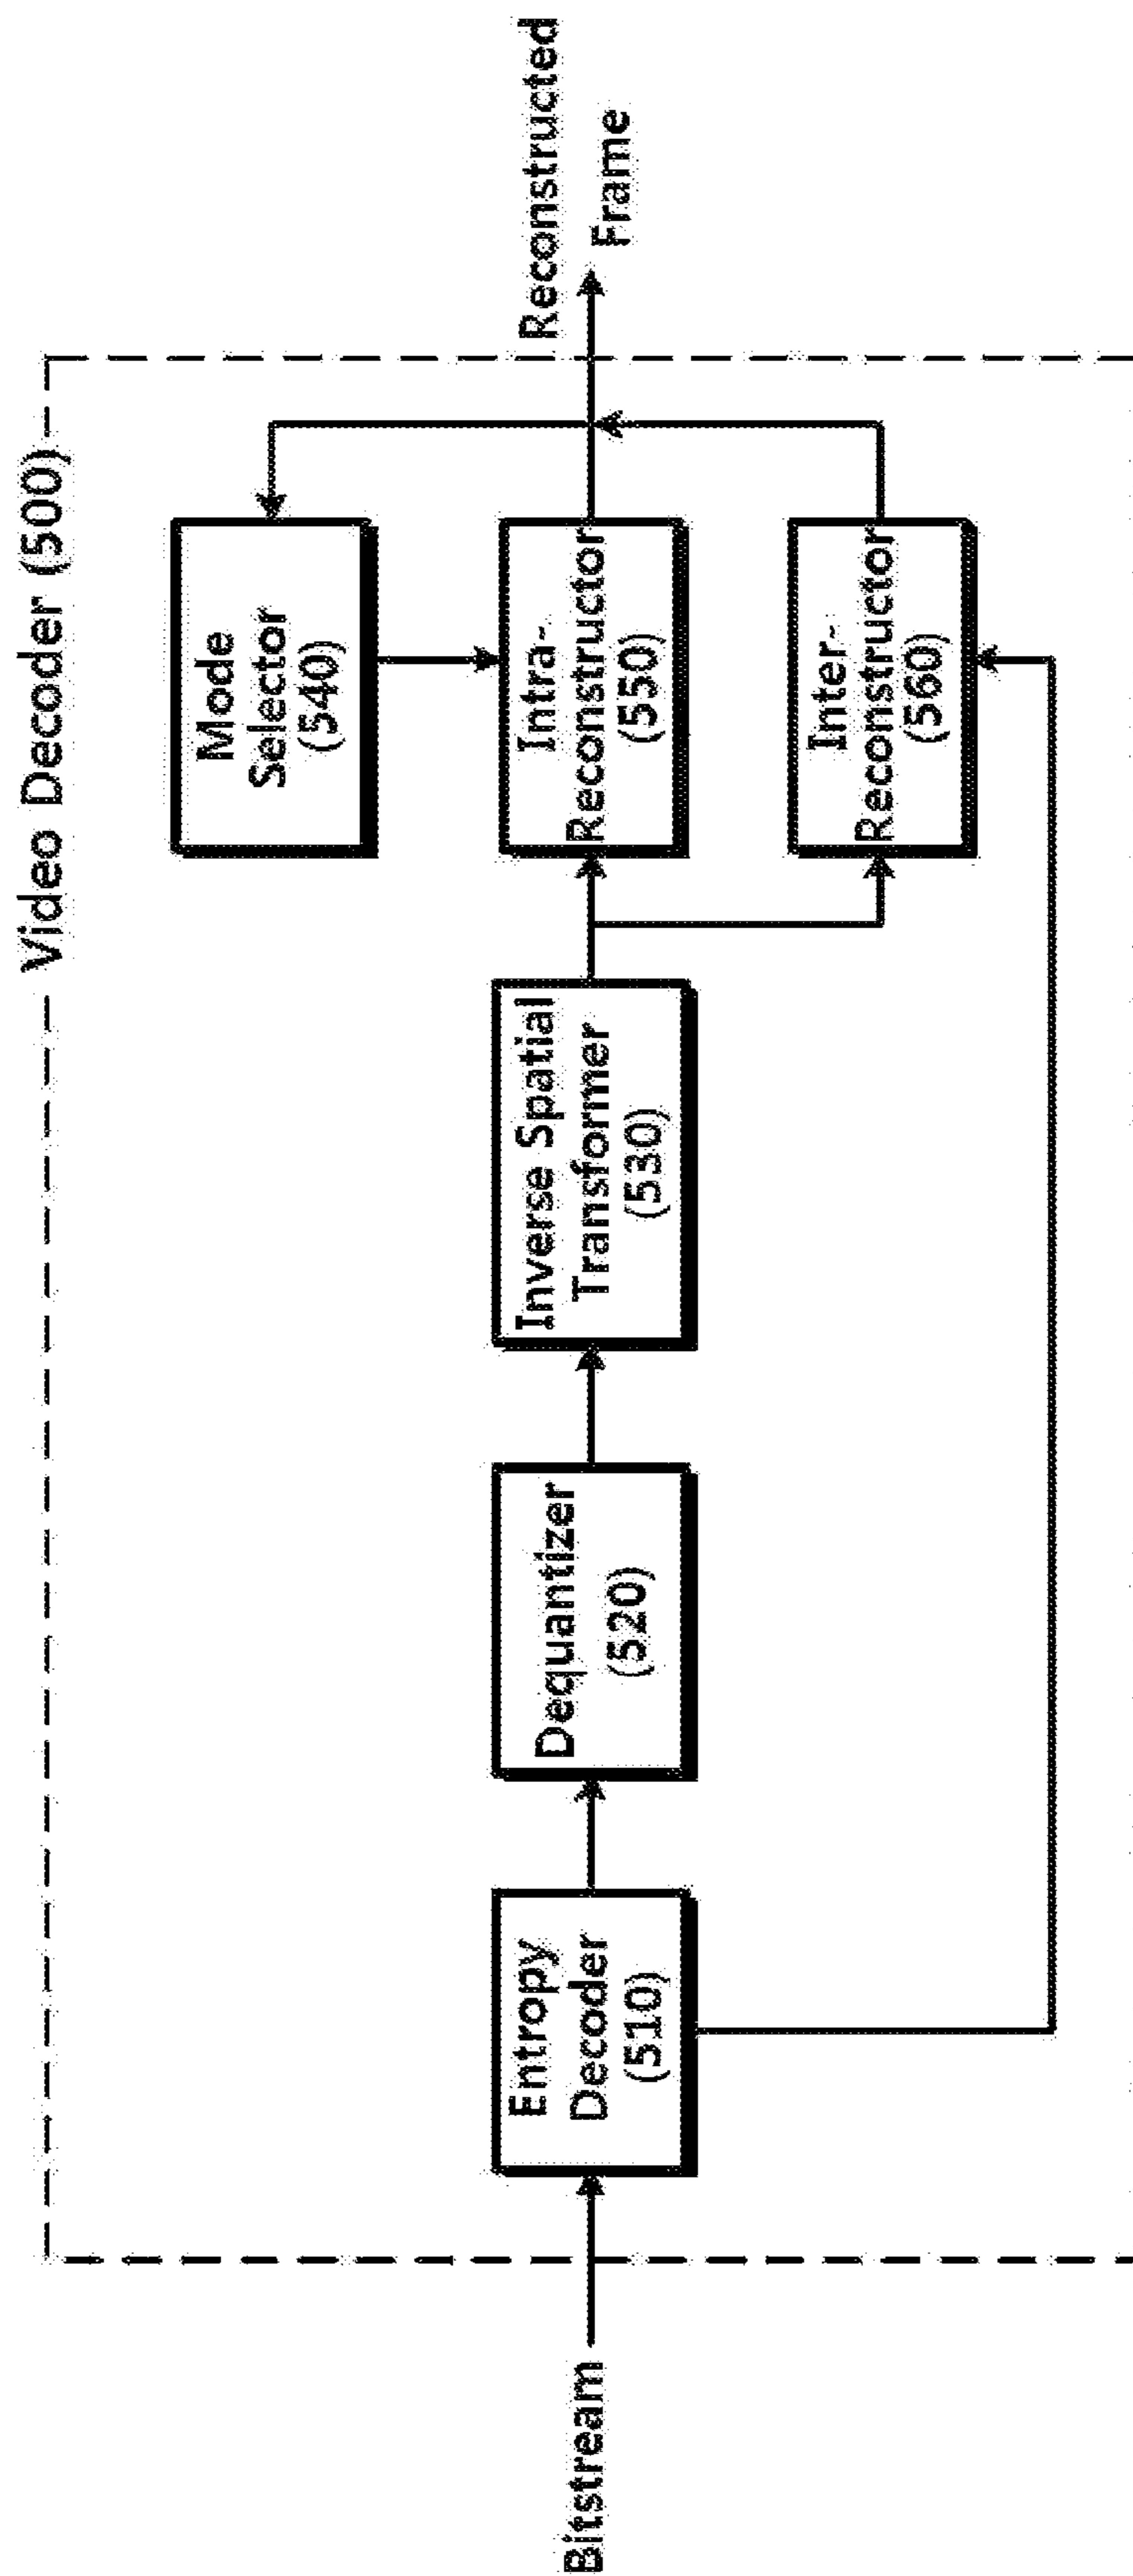 Video Decoder (500)
Bitstream
Entropy
Decoder
(510)
Dequantizer
(520)
Inverse Spatial
Transformer
(530)
Mode
Selector
(540)
Intra-
Reconstructor
(550)
Inter-
Reconstructor
(560)
Reconstructed
Frame